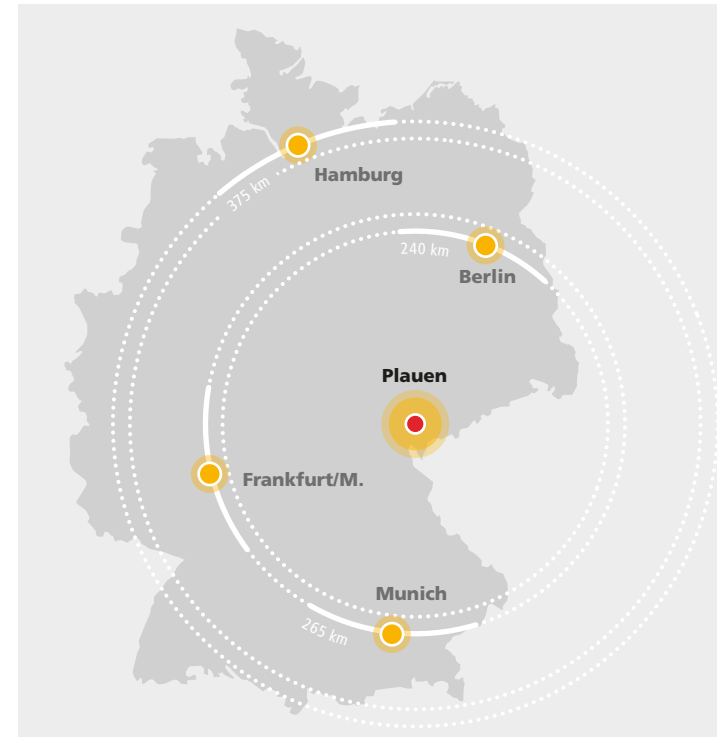 Hamburg
375 km
240 km
Berlin
Plauen
Frankfurt/M.
Munich
265 km